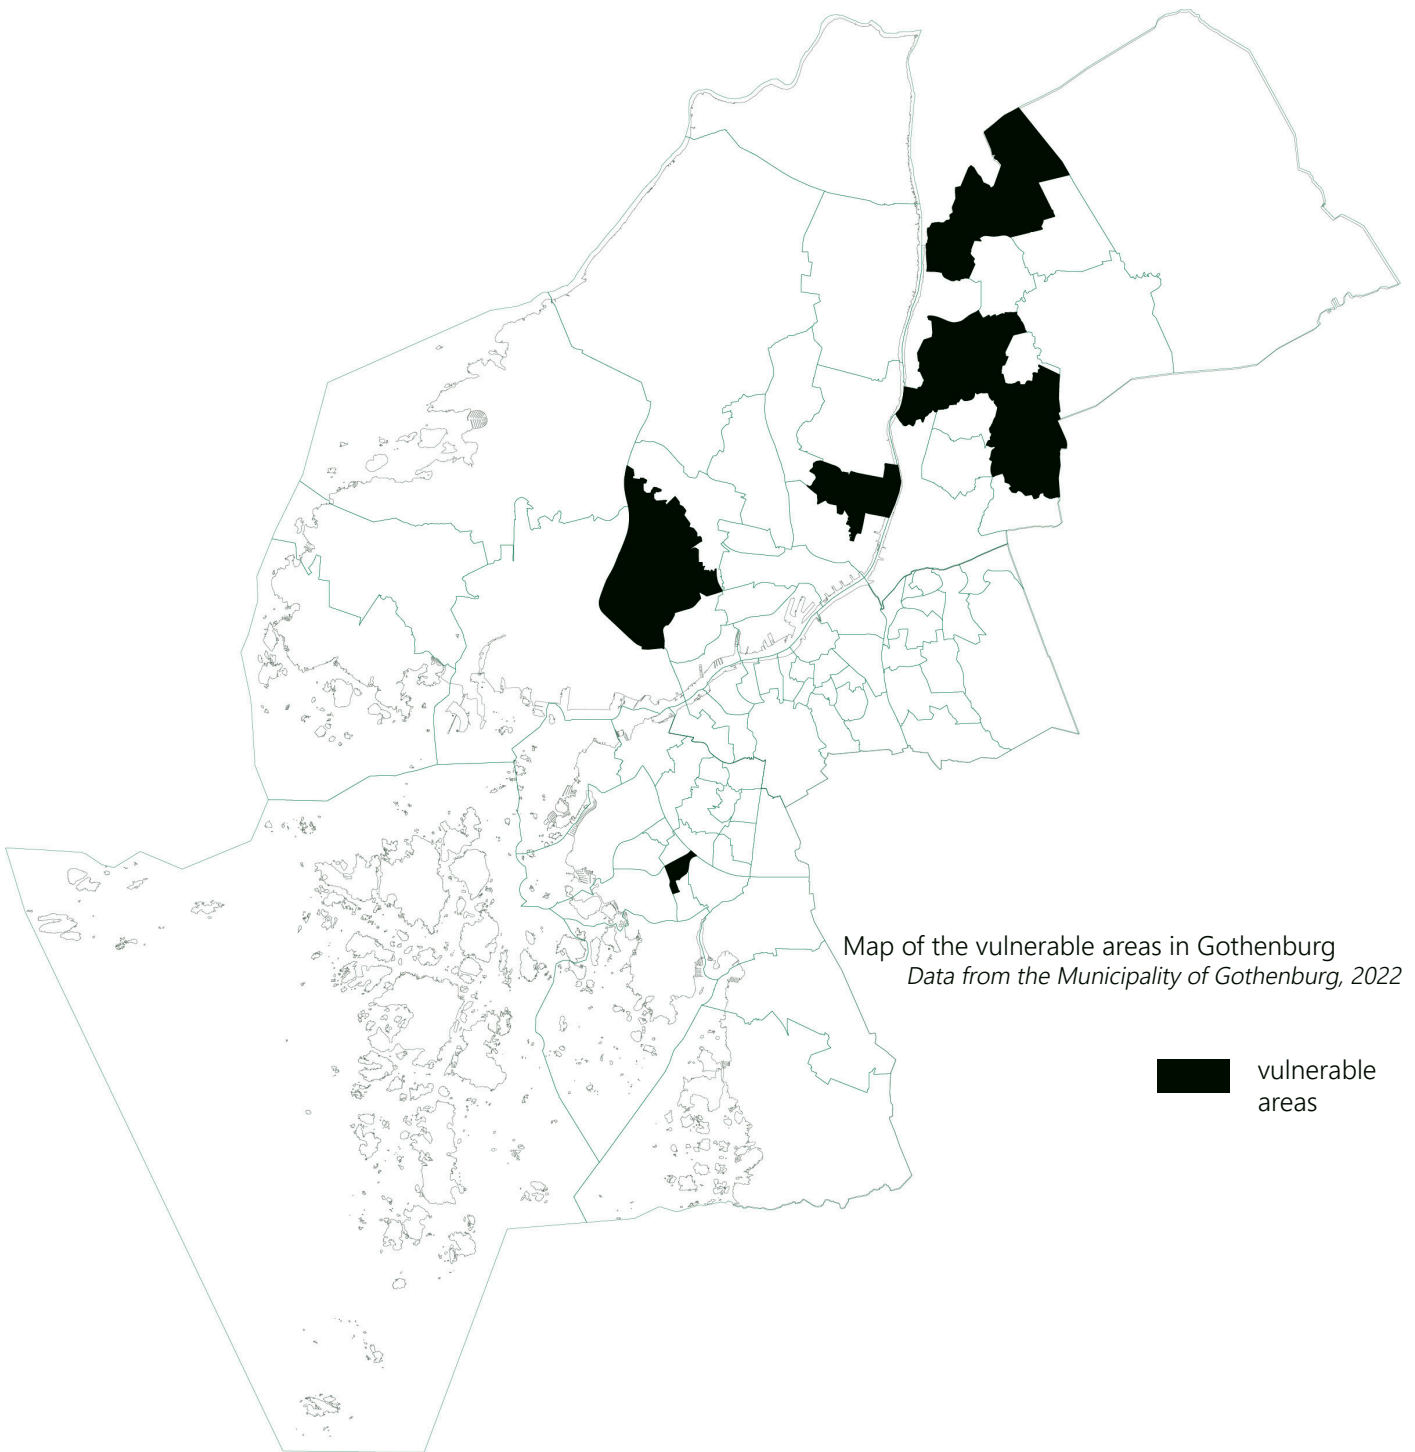 Map of the vulnerable areas in Gothenburg
Data from the Municipality of Gothenburg, 2022
vulnerable
areas